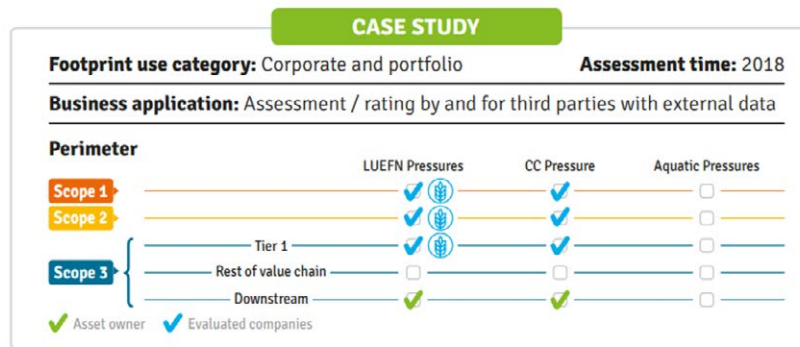 CASE STUDY
Footprint use category: Corporate and portfolio Assessment time: 2018
Business application: Assessment / rating by and for third parties with external data
Perimeter
LUEFN Pressures CC Pressure Aquatic Pressures
Scope 1
Scope 2
Tier 1
Scope 3 Rest of value chain
Downstream
Asset owner Evaluated companies